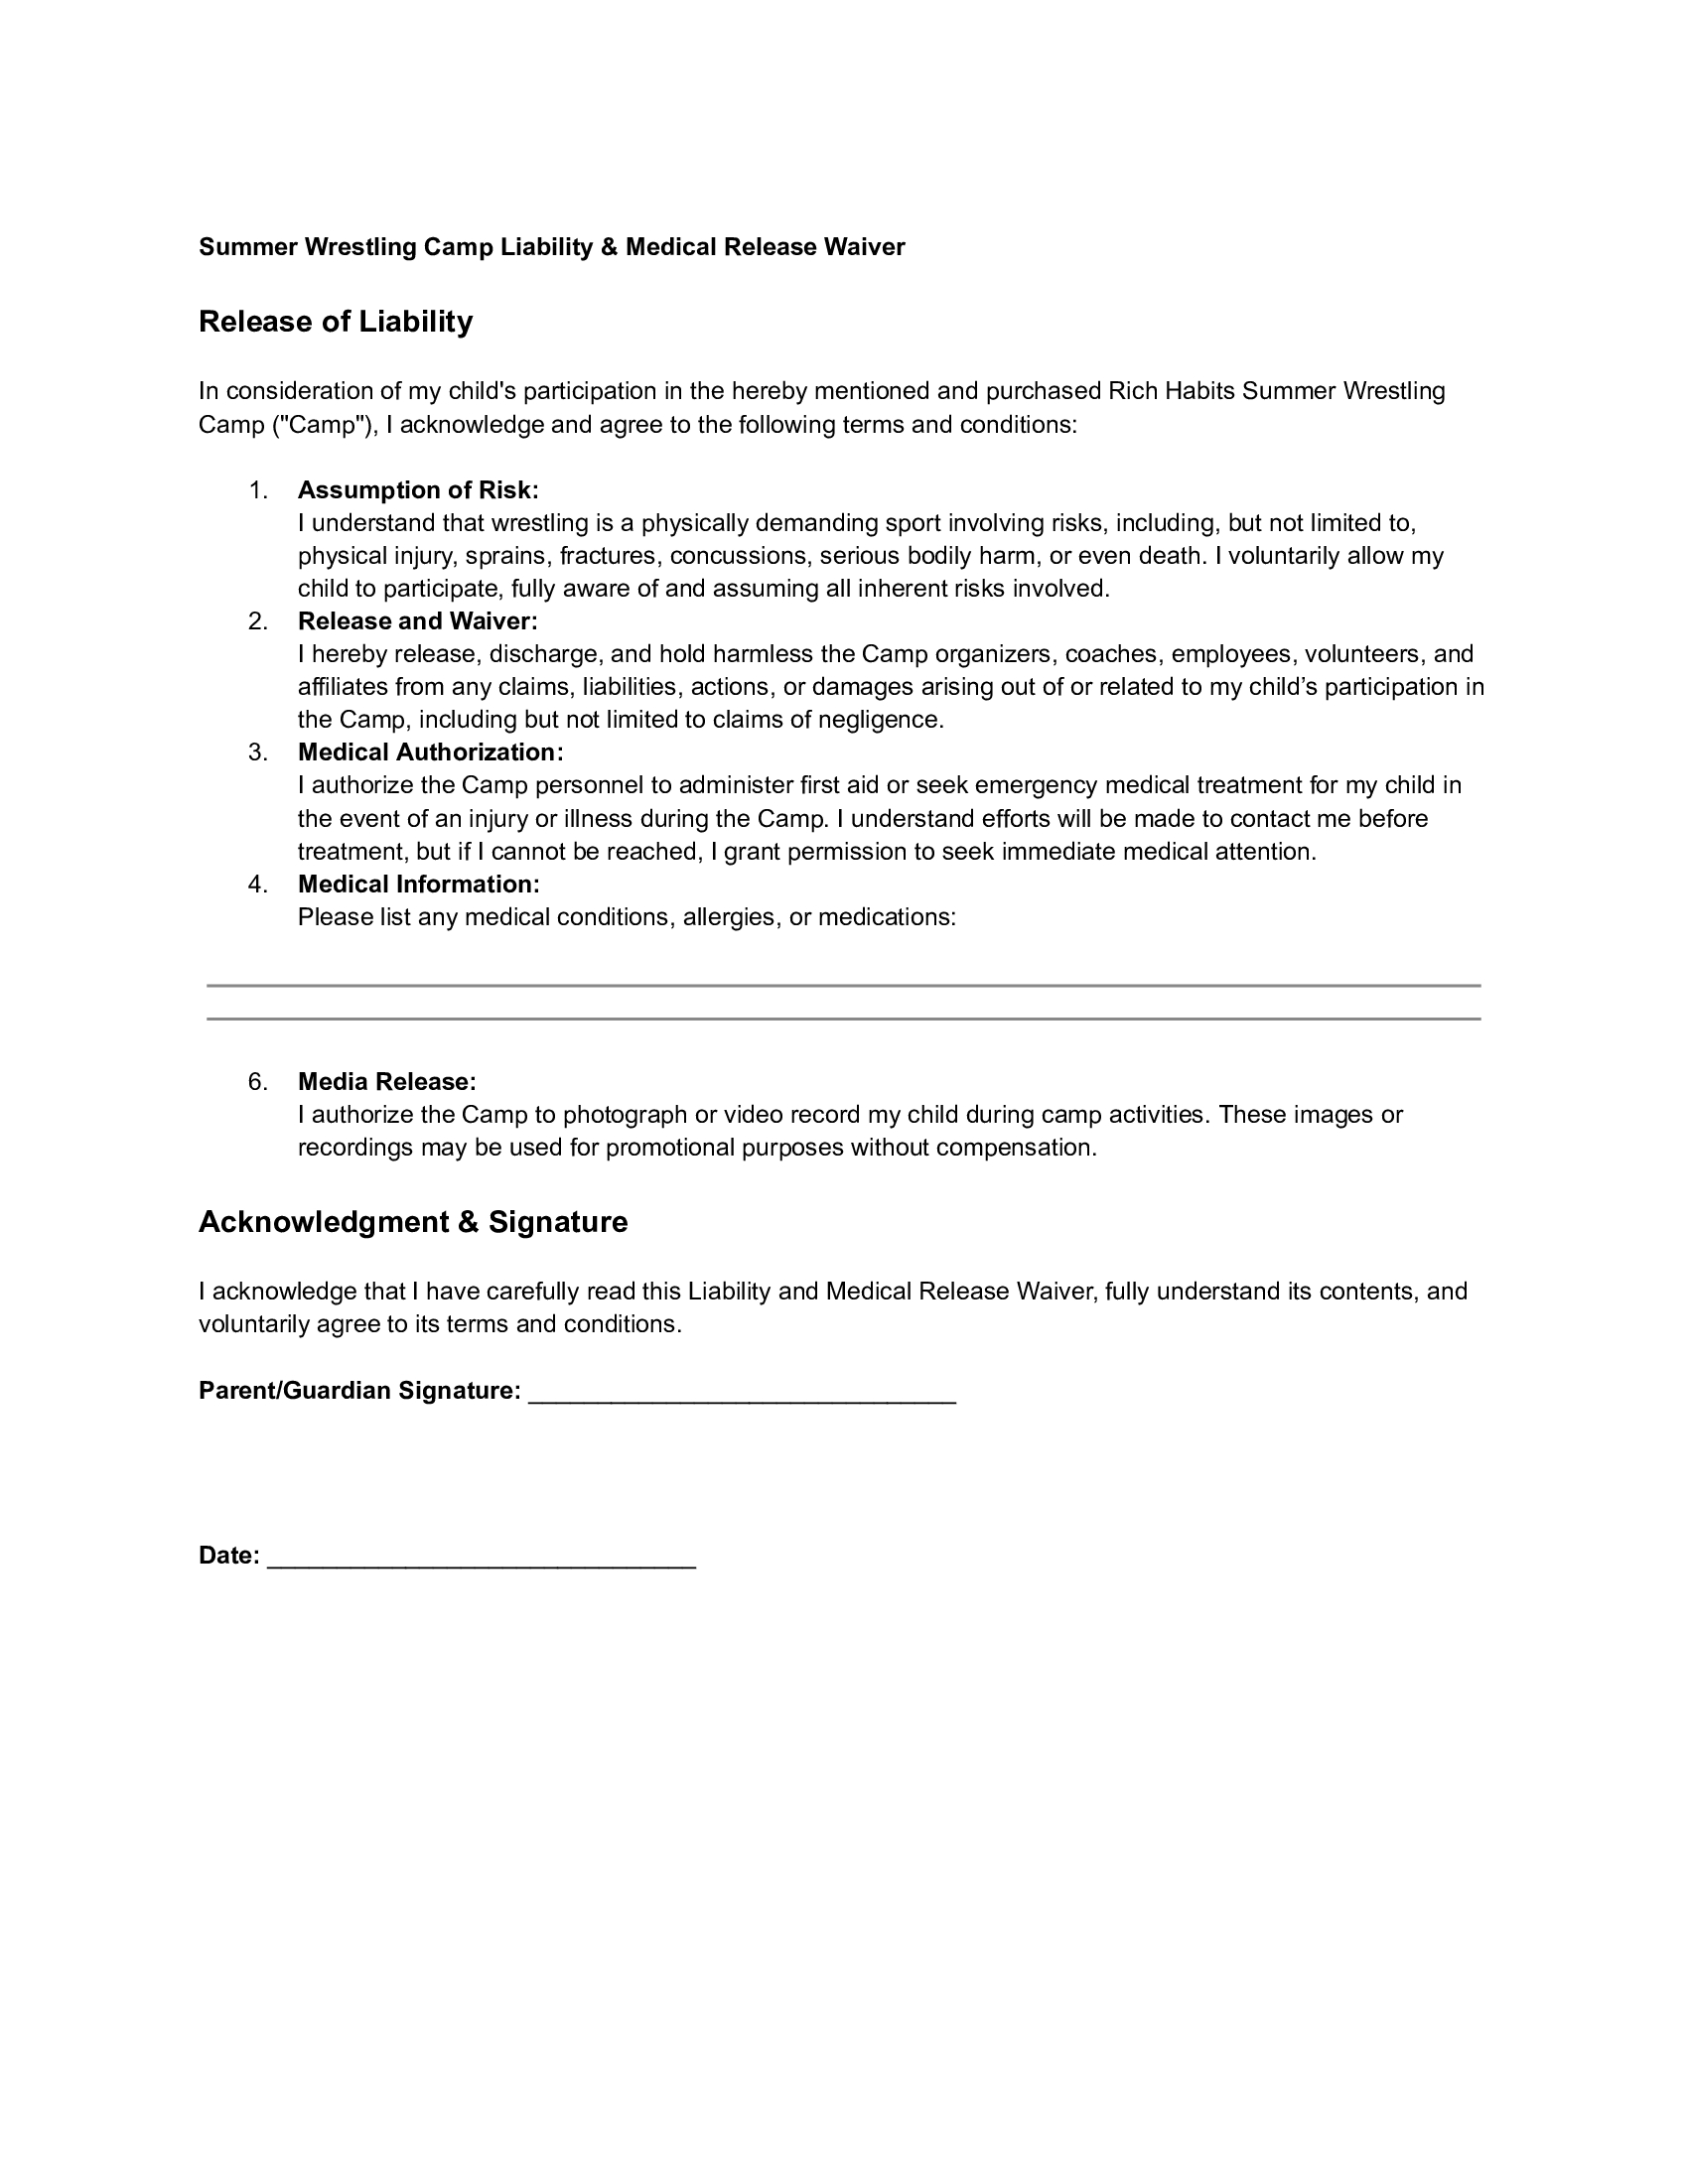 Summer Wrestling Camp Liability & Medical Release Waiver
Release of Liability
In consideration of my child's participation in the hereby mentioned and purchased Rich Habits Summer Wrestling
Camp ("Camp"), I acknowledge and agree to the following terms and conditions:
1. Assumption of Risk:
I understand that wrestling is a physically demanding sport involving risks, including, but not limited to,
physical injury, sprains, fractures, concussions, serious bodily harm, or even death. I voluntarily allow my
child to participate, fully aware of and assuming all inherent risks involved.
2. Release and Waiver:
I hereby release, discharge, and hold harmless the Camp organizers, coaches, employees, volunteers, and
affiliates from any claims, liabilities, actions, or damages arising out of or related to my child’s participation in
the Camp, including but not limited to claims of negligence.
3. Medical Authorization:
I authorize the Camp personnel to administer first aid or seek emergency medical treatment for my child in
the event of an injury or illness during the Camp. I understand efforts will be made to contact me before
treatment, but if I cannot be reached, I grant permission to seek immediate medical attention.
4. Medical Information:
Please list any medical conditions, allergies, or medications:
6. Media Release:
I authorize the Camp to photograph or video record my child during camp activities. These images or
recordings may be used for promotional purposes without compensation.
Acknowledgment & Signature
I acknowledge that I have carefully read this Liability and Medical Release Waiver, fully understand its contents, and
voluntarily agree to its terms and conditions.
Parent/Guardian Signature: _______________________________
Date: _______________________________